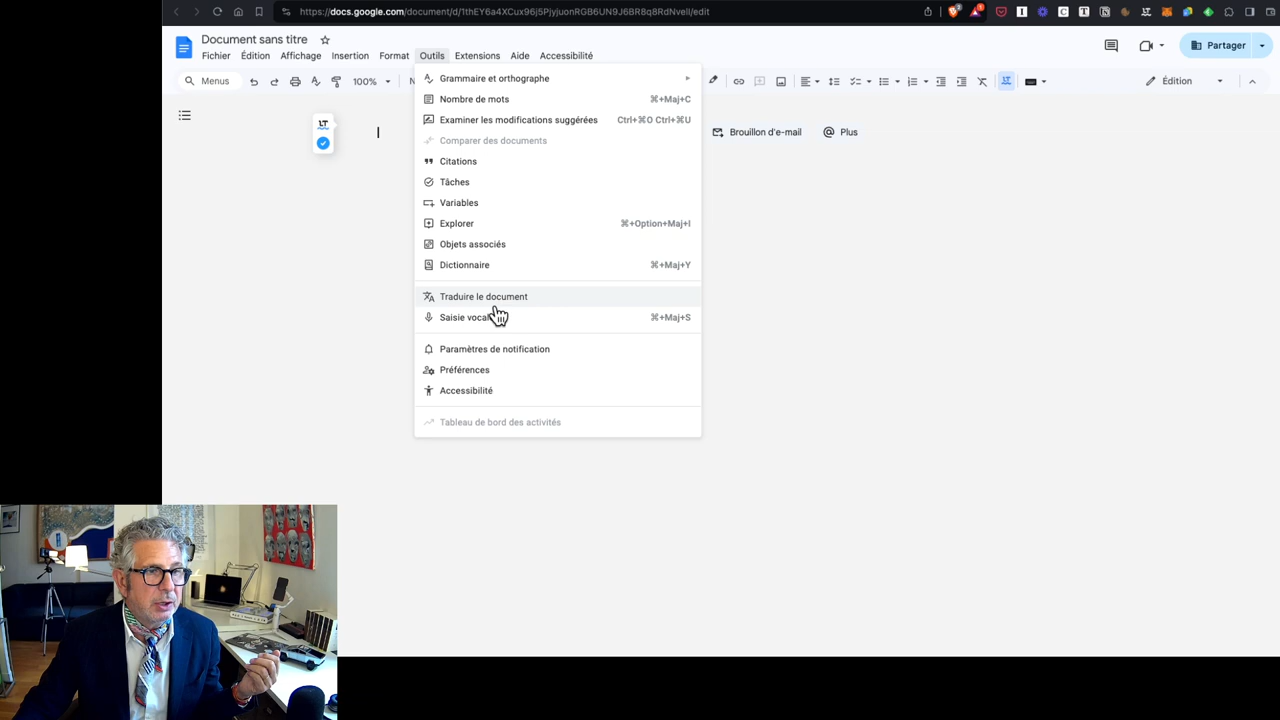 https://docs.google.com/document/d/1thEY6a4XCux96j5PjyjuonRGB6UN9J6BR8q8RdNvelI/edit
Document sans titre
Fichier Édition Affichage Insertion Format Outils Extensions Aide Accessibilité
Partager
Menus 100% N
Édition
Grammaire et orthographe
Nombre de mots ⌘+Maj+C
Examiner les modifications suggérées Ctrl+⌘O Ctrl+⌘U
Comparer des documents
Citations
Tâches
Variables
Explorer ⌘+Option+Maj+I
Objets associés
Dictionnaire ⌘+Maj+Y
Traduire le document
Saisie vocal ⌘+Maj+S
Paramètres de notification
Préférences
Accessibilité
Tableau de bord des activités
Brouillon d'e-mail @ Plus